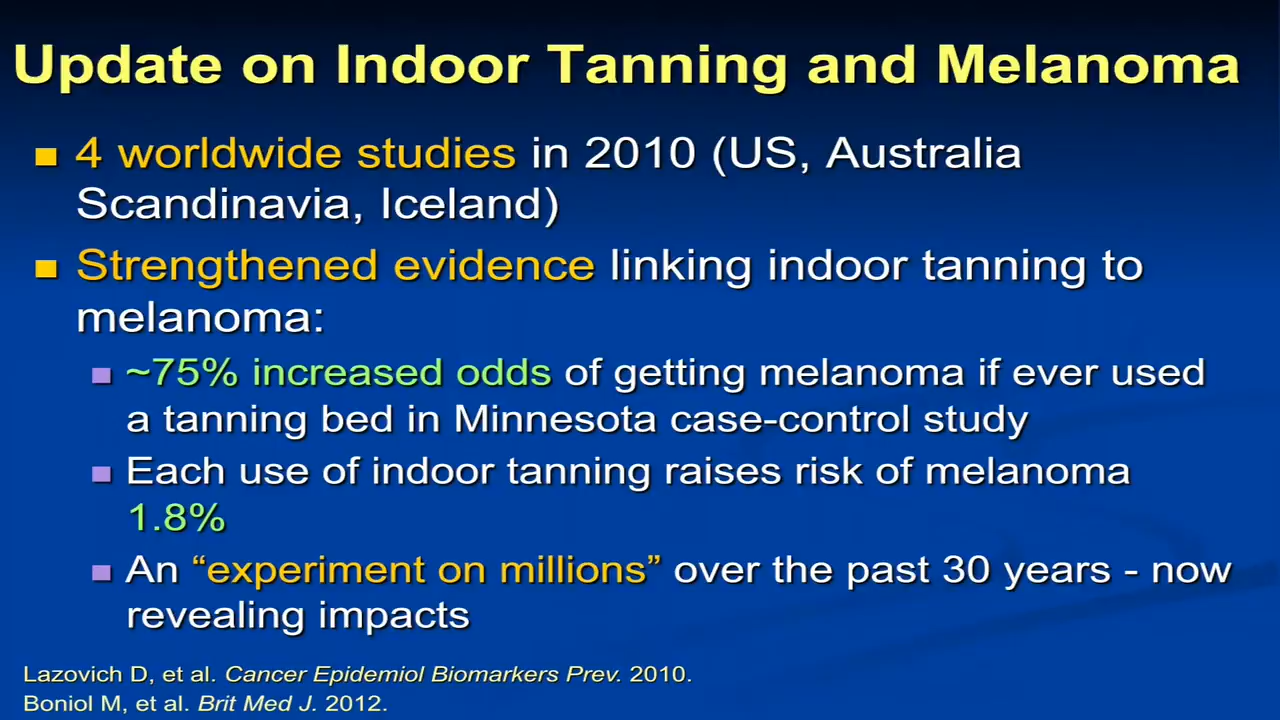 Update on Indoor Tanning and Melanoma
4 worldwide studies in 2010 (US, Australia
Scandinavia, Iceland)
Strengthened evidence linking indoor tanning to
melanoma:
~75% increased odds of getting melanoma if ever used
a tanning bed in Minnesota case-control study
Each use of indoor tanning raises risk of melanoma
1.8%
An “experiment on millions” over the past 30 years - now
revealing impacts
Lazovich D, et al. Cancer Epidemiol Biomarkers Prev. 2010.
Boniol M, et al. Brit Med J. 2012.